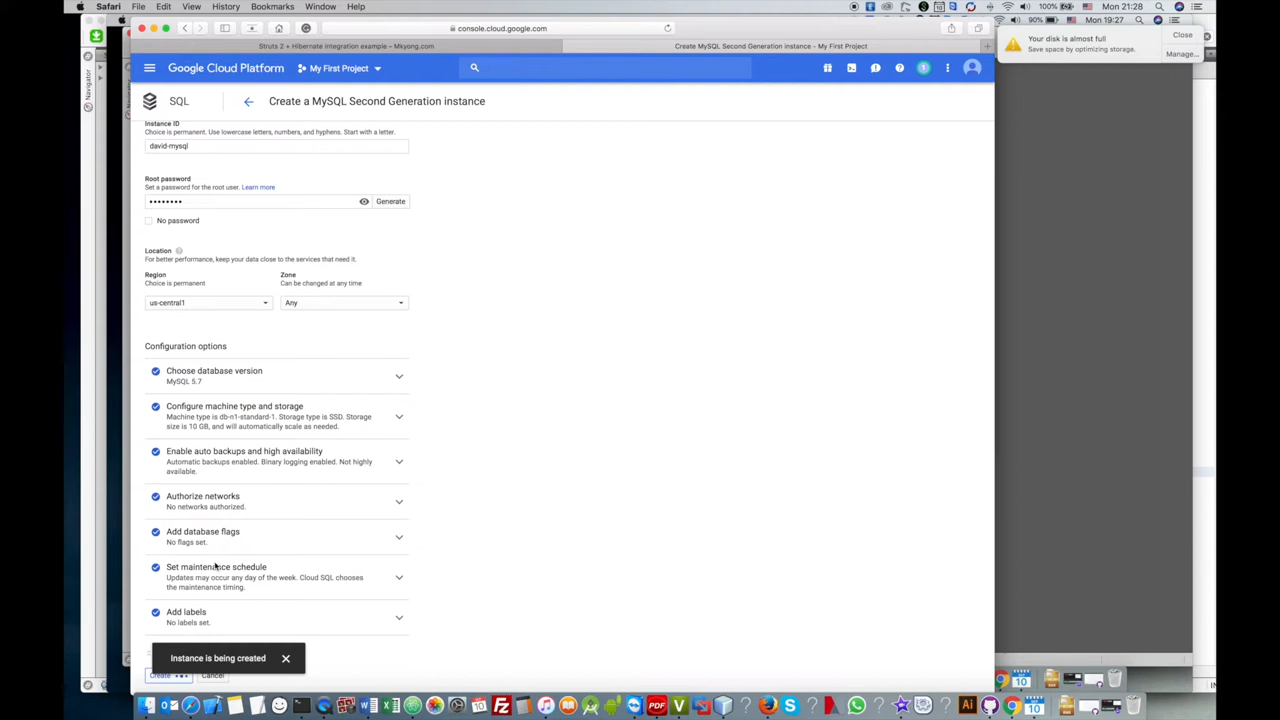 Safari File Edit View History Bookmarks Window Help
100% Mon 21:28
90% Mon 19:27
console.cloud.google.com
Struts 2 + Hibernate integration example – Mkyong.com
Create MySQL Second Generation instance - My First Project
Your disk is almost full
Save space by optimizing storage.
Close
Manage...
Google Cloud Platform
My First Project
SQL
Create a MySQL Second Generation instance
Navigator
Instance ID
Choice is permanent. Use lowercase letters, numbers, and hyphens. Start with a letter.
david-mysql
Root password
Set a password for the root user. Learn more
•••••••• Generate
No password
Location
For better performance, keep your data close to the services that need it.
Region Zone
Choice is permanent Can be changed at any time
us-central1 Any
Configuration options
Choose database version
MySQL 5.7
Configure machine type and storage
Machine type is db-n1-standard-1. Storage type is SSD. Storage
size is 10 GB, and will automatically scale as needed.
Enable auto backups and high availability
Automatic backups enabled. Binary logging enabled. Not highly
available.
Authorize networks
No networks authorized.
Add database flags
No flags set.
Set maintenance schedule
Updates may occur any day of the week. Cloud SQL chooses
the maintenance timing.
Add labels
No labels set.
Instance is being created
Create Cancel